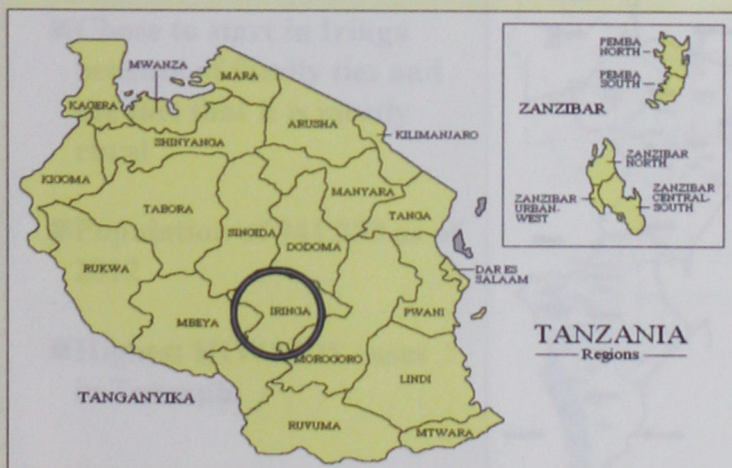 MWANZA
MARA
KAGERA
ARUSHA
KILIMANJARO
SHINYANGA
KIGOMA
MANYARA
TABORA
TANGA
SINGIDA
DODOMA
RUKWA
DAR ES
SALAAM
IRINGA
PWANI
MBEYA
MOROGORO
LINDI
TANGANYIKA
RUVUMA
MTWARA
PEMBA
NORTH
PEMBA
SOUTH
ZANZIBAR
ZANZIBAR
NORTH
ZANZIBAR
URBAN-
WEST
ZANZIBAR
CENTRAL-
SOUTH
TANZANIA
Regions